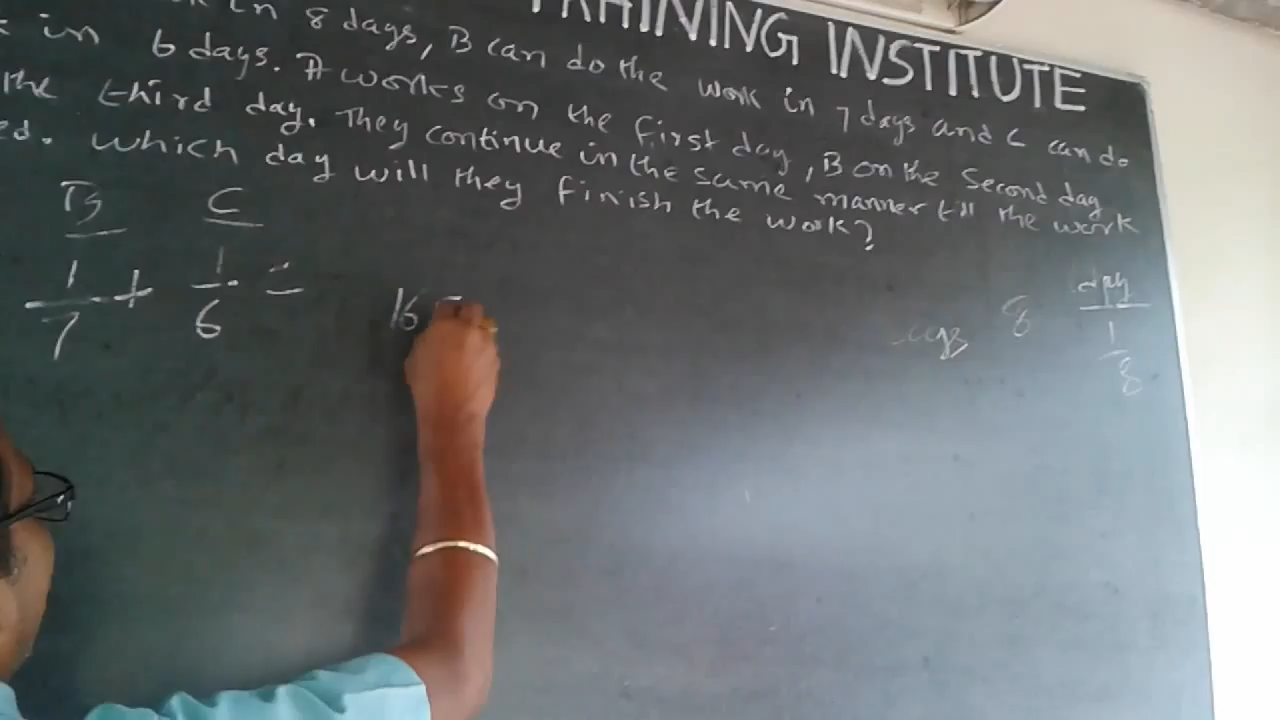 TRAINING INSTITUTE
in 8 days, B can do the work in 7 days and C can do
in 6 days. A works on the first day, B on the second day
the third day. They continue in the same manner till the work
ed. which day will they finish the work?
B C
1/7 + 1/6 =
16
8
day
1/8